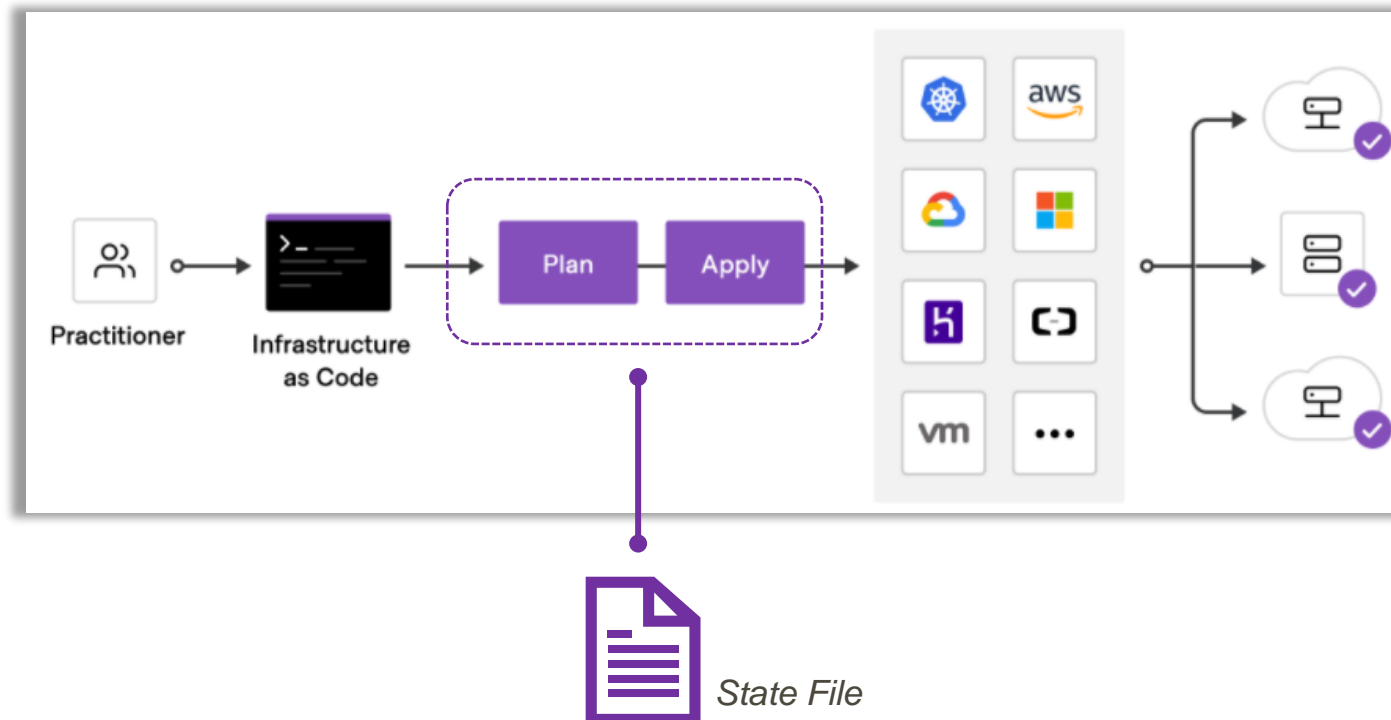 aws
Plan
Apply
Practitioner
Infrastructure
as Code
vm
State File